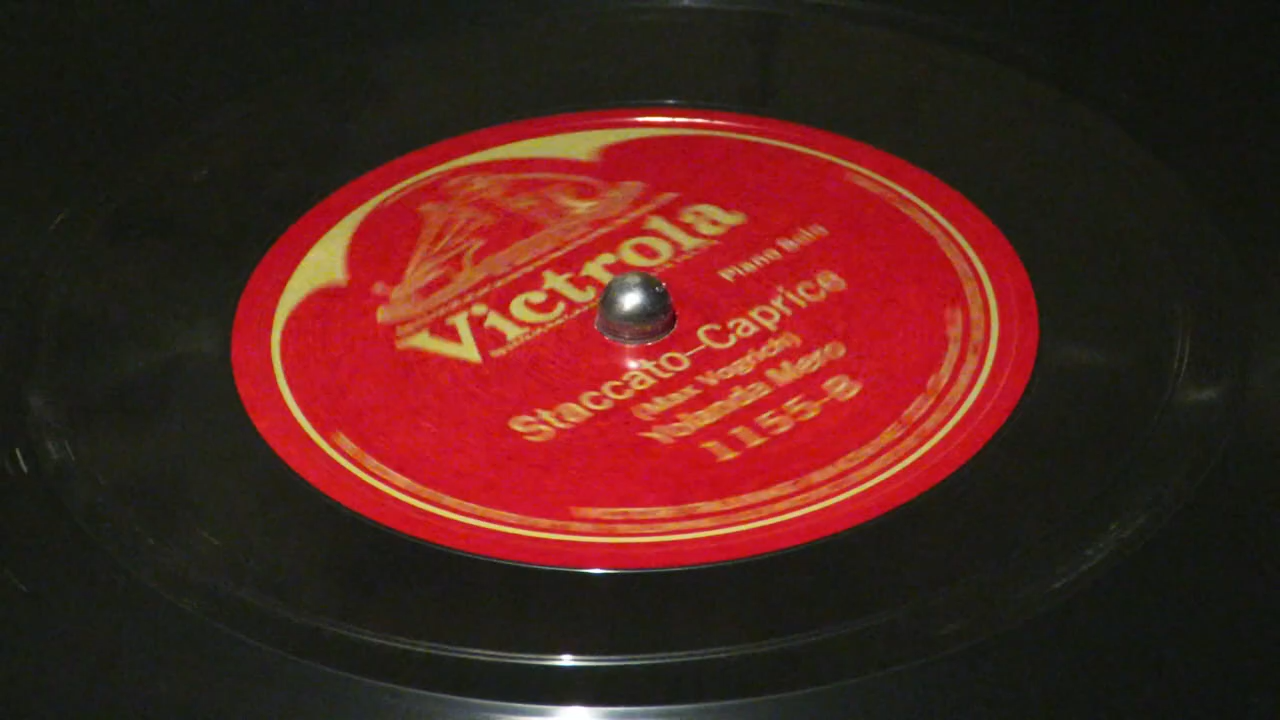 Victrola
Piano Solo
Staccato–Caprice
(Max Vogrich)
Yolanda Mero
1155-B